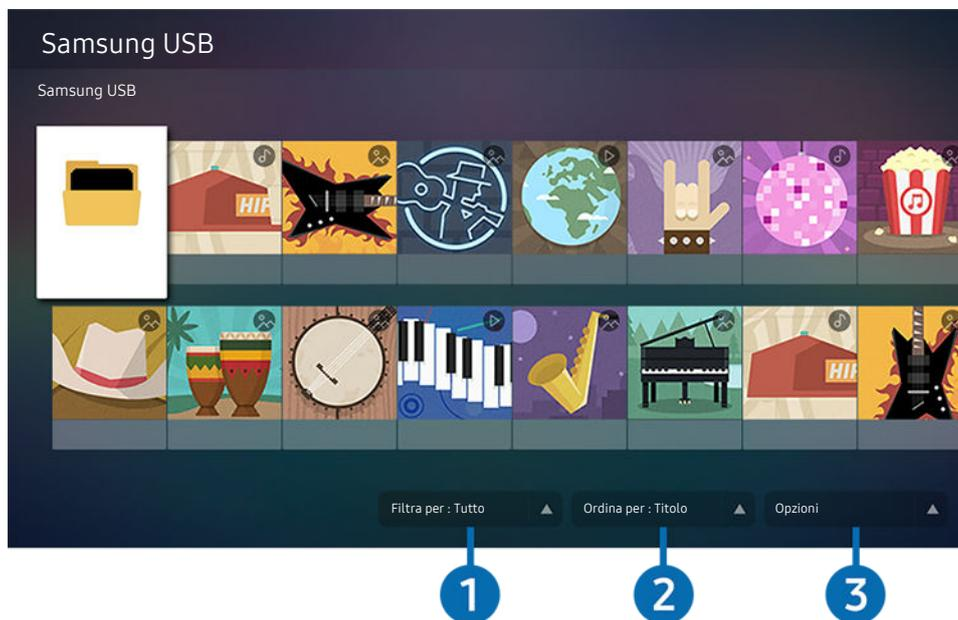 Samsung USB
Samsung USB
HIP
HIP
Filtra per : Tutto
Ordina per : Titolo
Opzioni
1
2
3